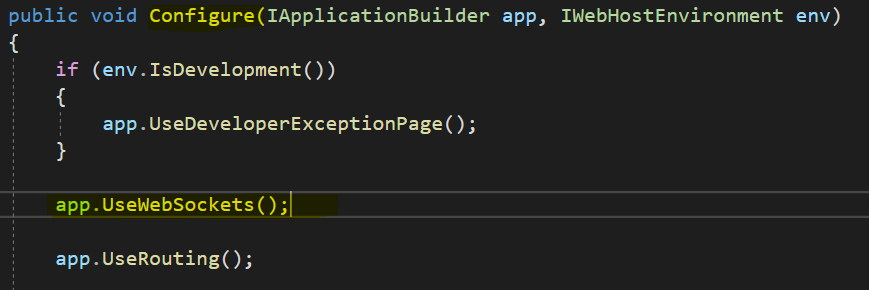 public void Configure(IApplicationBuilder app, IWebHostEnvironment env)
{
if (env.IsDevelopment())
{
app.UseDeveloperExceptionPage();
}
app.UseWebSockets();
app.UseRouting();